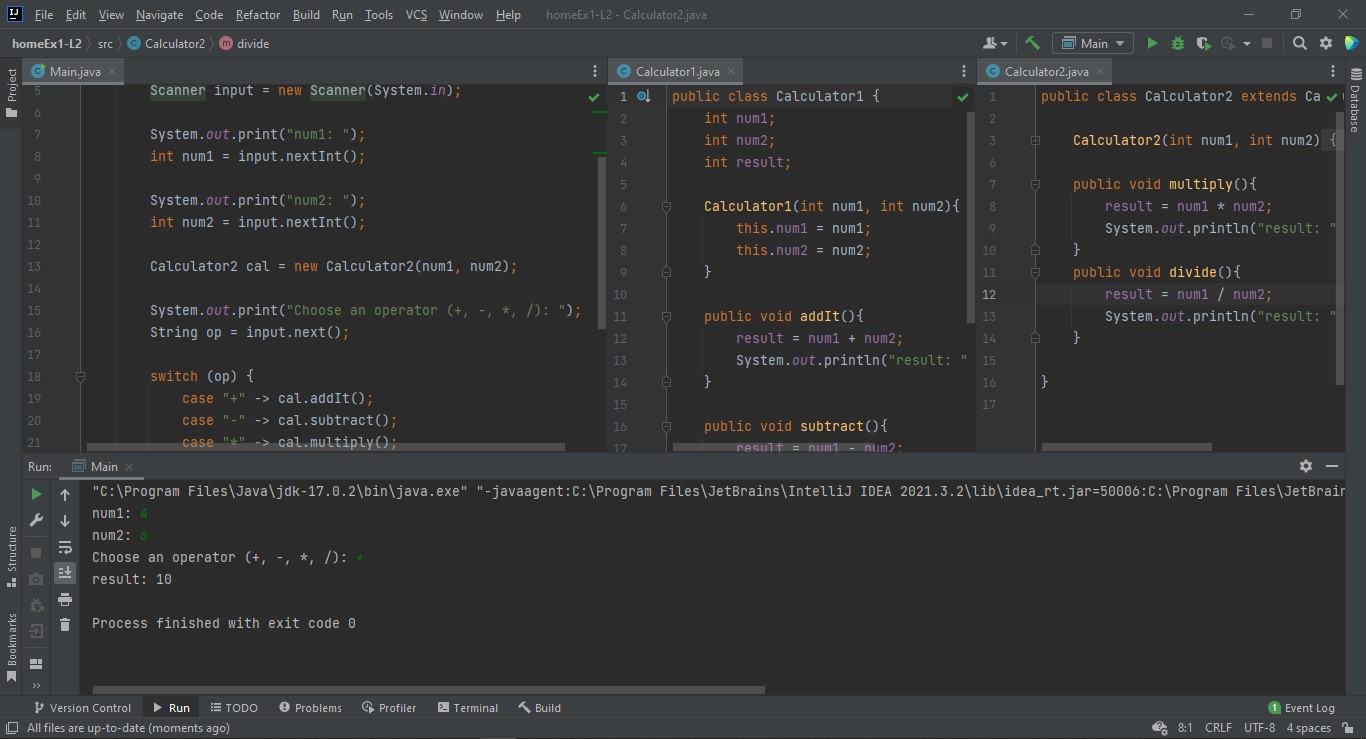 File Edit View Navigate Code Refactor Build Run Tools VCS Window Help homeEx1-L2 - Calculator2.java
homeEx1-L2 src Calculator2 m divide Main
Project
Main.java
5 Scanner input = new Scanner(System.in);
6
7 System.out.print("num1: ");
8 int num1 = input.nextInt();
9
10 System.out.print("num2: ");
11 int num2 = input.nextInt();
12
13 Calculator2 cal = new Calculator2(num1, num2);
14
15 System.out.print("Choose an operator (+, -, *, /): ");
16 String op = input.next();
17
18 switch (op) {
19 case "+" -> cal.addIt();
20 case "-" -> cal.subtract();
21 case "*" -> cal.multiply();
Calculator1.java
1 public class Calculator1 {
2 int num1;
3 int num2;
4 int result;
5
6 Calculator1(int num1, int num2){
7 this.num1 = num1;
8 this.num2 = num2;
9 }
10
11 public void addIt(){
12 result = num1 + num2;
13 System.out.println("result: "
14 }
15
16 public void subtract(){
17 result = num1 - num2;
Calculator2.java
1 public class Calculator2 extends Ca
2
3 Calculator2(int num1, int num2) {
6
7 public void multiply(){
8 result = num1 * num2;
9 System.out.println("result: "
10 }
11 public void divide(){
12 result = num1 / num2;
13 System.out.println("result: "
14 }
15
16 }
17
Database
Run: Main
"C:\Program Files\Java\jdk-17.0.2\bin\java.exe" "-javaagent:C:\Program Files\JetBrains\IntelliJ IDEA 2021.3.2\lib\idea_rt.jar=50006:C:\Program Files\JetBrain
num1: 4
num2: 6
Choose an operator (+, -, *, /): +
result: 10
Process finished with exit code 0
Structure
Bookmarks
Version Control Run TODO Problems Profiler Terminal Build 1 Event Log
All files are up-to-date (moments ago) 8:1 CRLF UTF-8 4 spaces